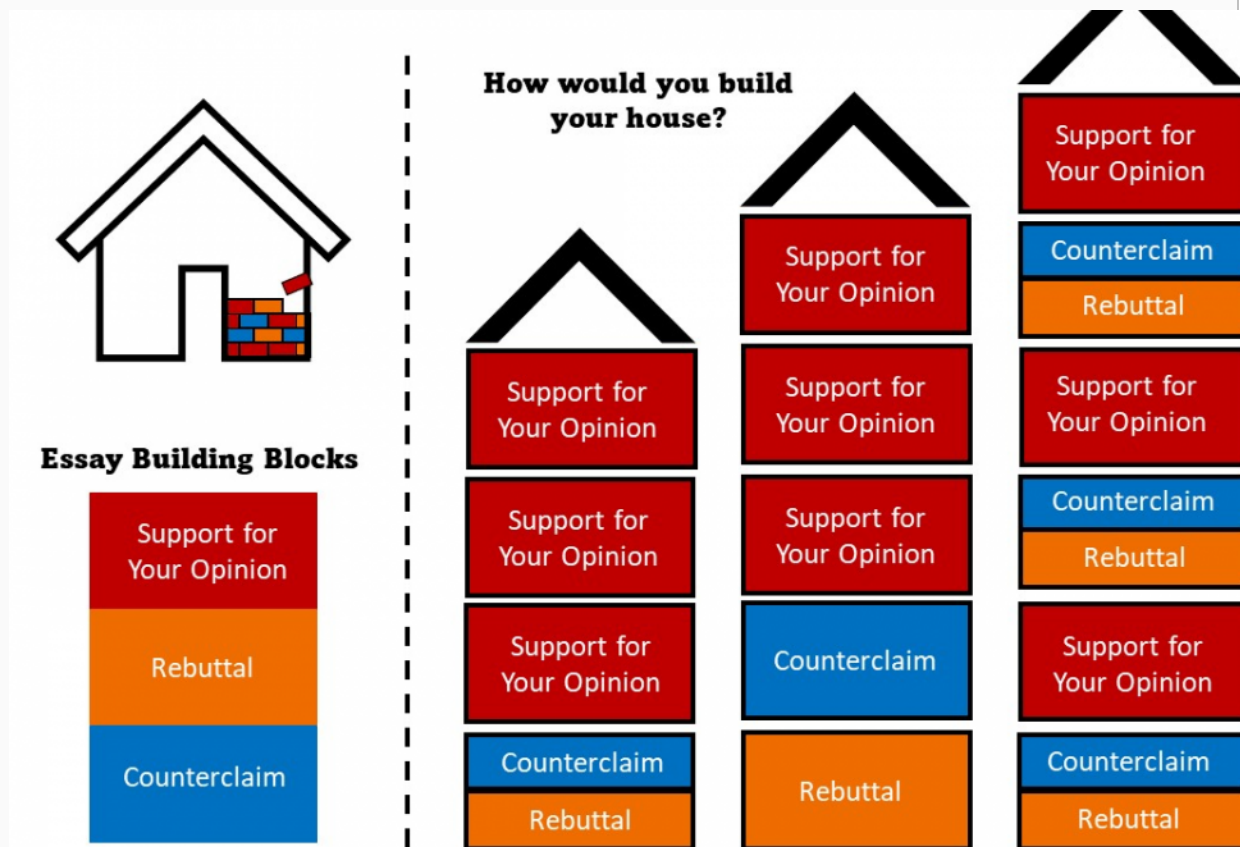 Essay Building Blocks
Support for
Your Opinion
Rebuttal
Counterclaim
How would you build
your house?
Support for
Your Opinion
Support for
Your Opinion
Support for
Your Opinion
Counterclaim
Rebuttal
Support for
Your Opinion
Support for
Your Opinion
Support for
Your Opinion
Counterclaim
Rebuttal
Support for
Your Opinion
Counterclaim
Rebuttal
Support for
Your Opinion
Counterclaim
Rebuttal
Support for
Your Opinion
Counterclaim
Rebuttal